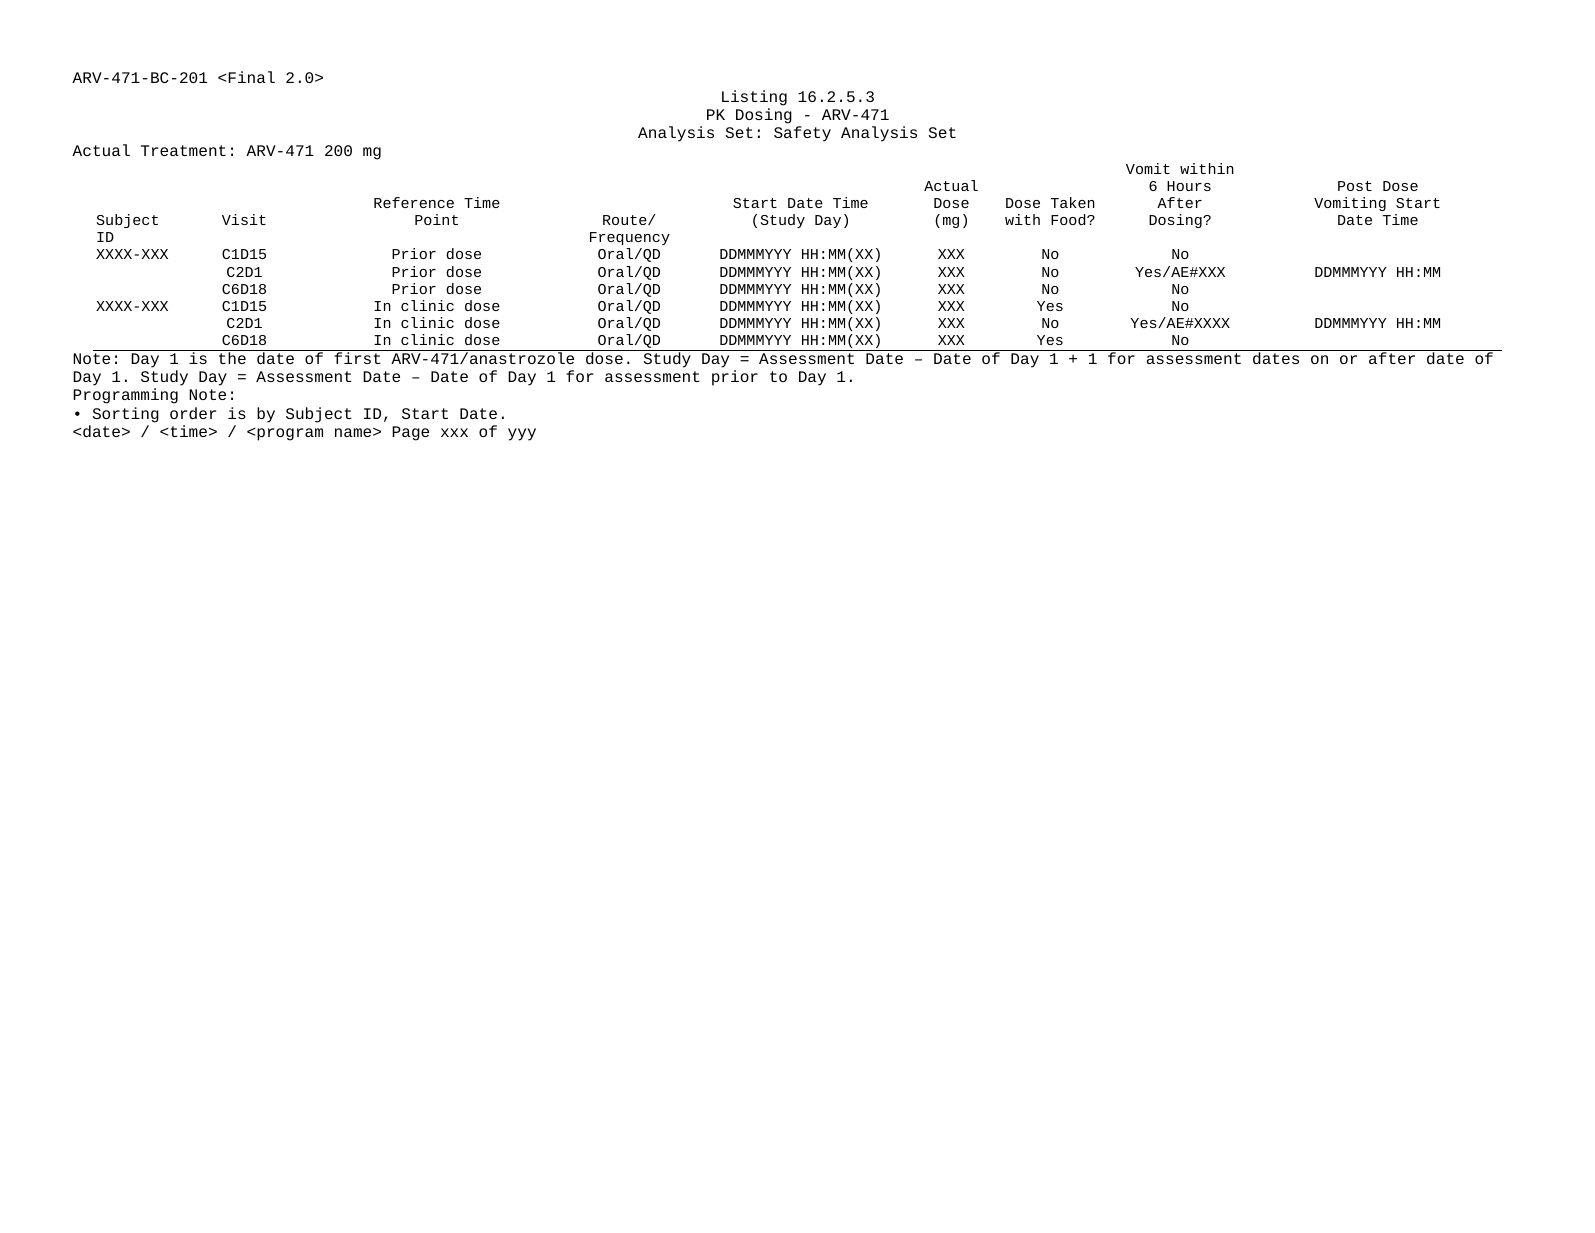 ARV-471-BC-201 <Final 2.0>
Listing 16.2.5.3
PK Dosing - ARV-471
Analysis Set: Safety Analysis Set
Actual Treatment: ARV-471 200 mg
Vomit within
Actual 6 Hours Post Dose
Reference Time Start Date Time Dose Dose Taken After Vomiting Start
Subject Visit Point Route/ (Study Day) (mg) with Food? Dosing? Date Time
ID Frequency
XXXX-XXX C1D15 Prior dose Oral/QD DDMMMYYY HH:MM(XX) XXX No No
C2D1 Prior dose Oral/QD DDMMMYYY HH:MM(XX) XXX No Yes/AE#XXX DDMMMYYY HH:MM
C6D18 Prior dose Oral/QD DDMMMYYY HH:MM(XX) XXX No No
XXXX-XXX C1D15 In clinic dose Oral/QD DDMMMYYY HH:MM(XX) XXX Yes No
C2D1 In clinic dose Oral/QD DDMMMYYY HH:MM(XX) XXX No Yes/AE#XXXX DDMMMYYY HH:MM
C6D18 In clinic dose Oral/QD DDMMMYYY HH:MM(XX) XXX Yes No
Note: Day 1 is the date of first ARV-471/anastrozole dose. Study Day = Assessment Date – Date of Day 1 + 1 for assessment dates on or after date of
Day 1. Study Day = Assessment Date – Date of Day 1 for assessment prior to Day 1.
Programming Note:
• Sorting order is by Subject ID, Start Date.
<date> / <time> / <program name> Page xxx of yyy